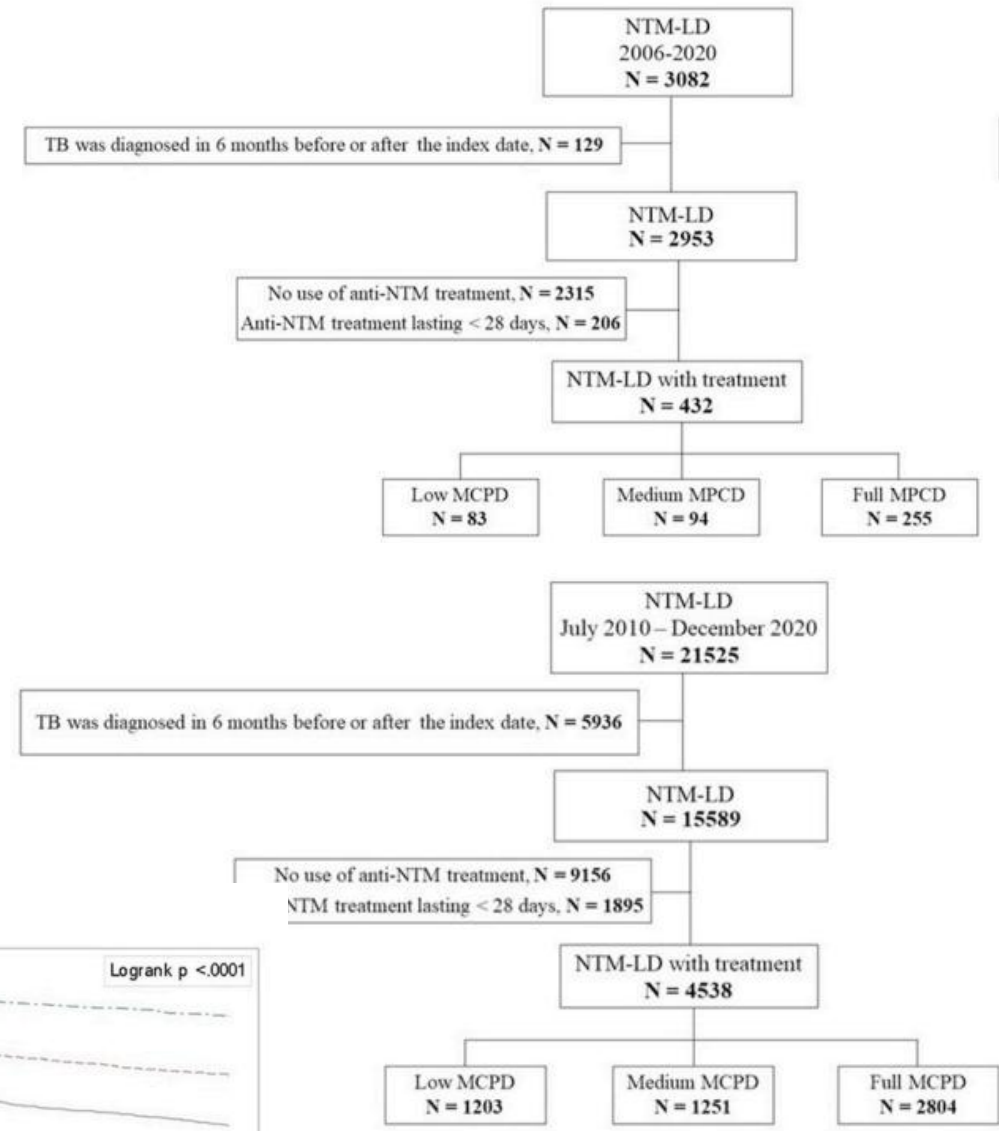 NTM-LD
2006-2020
N = 3082
TB was diagnosed in 6 months before or after the index date, N = 129
NTM-LD
N = 2953
No use of anti-NTM treatment, N = 2315
Anti-NTM treatment lasting < 28 days, N = 206
NTM-LD with treatment
N = 432
Low MCPD
N = 83
Medium MPCD
N = 94
Full MPCD
N = 255
NTM-LD
July 2010 – December 2020
N = 21525
TB was diagnosed in 6 months before or after the index date, N = 5936
NTM-LD
N = 15589
No use of anti-NTM treatment, N = 9156
NTM treatment lasting < 28 days, N = 1895
NTM-LD with treatment
N = 4538
Logrank p <.0001
Low MCPD
N = 1203
Medium MCPD
N = 1251
Full MCPD
N = 2804